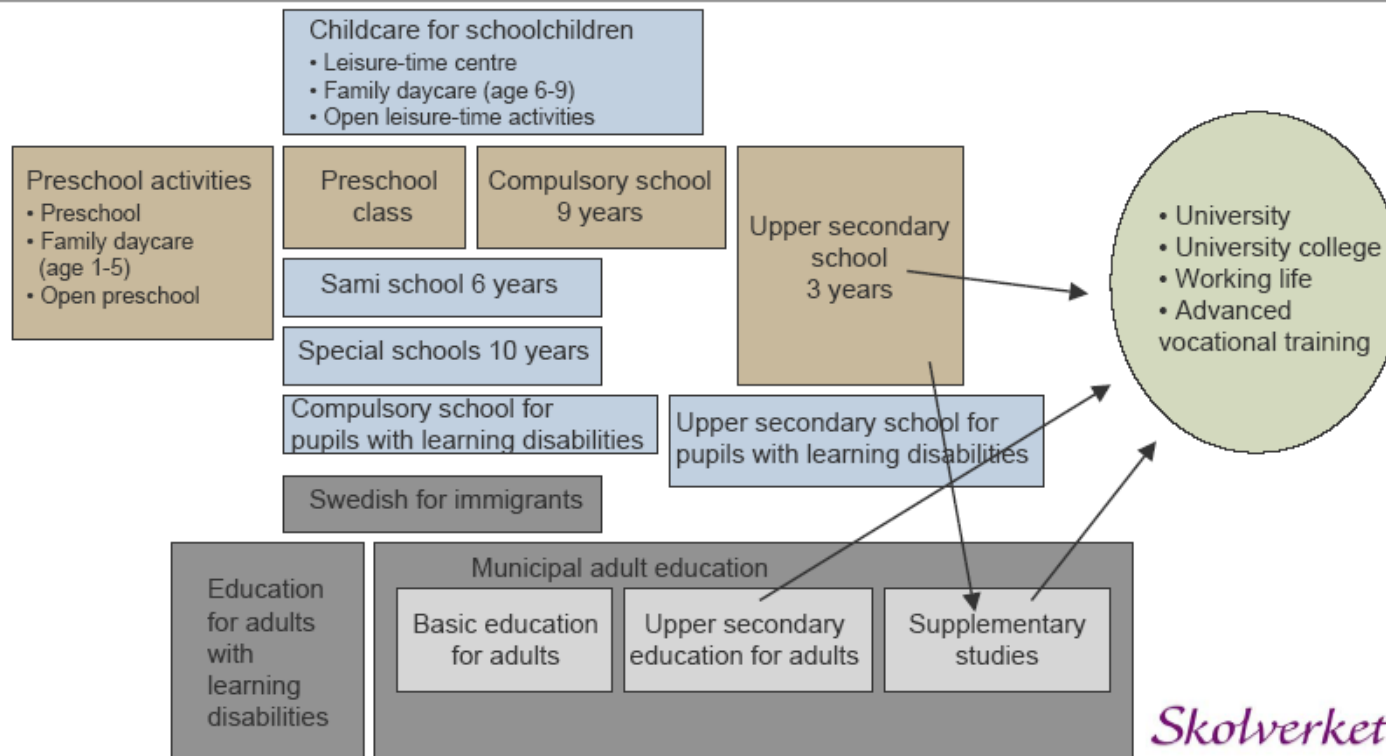 Childcare for schoolchildren
• Leisure-time centre
• Family daycare (age 6-9)
• Open leisure-time activities
Preschool activities
• Preschool
• Family daycare
(age 1-5)
• Open preschool
Preschool
class
Compulsory school
9 years
Upper secondary
school
3 years
• University
• University college
• Working life
• Advanced
vocational training
Sami school 6 years
Special schools 10 years
Compulsory school for
pupils with learning disabilities
Upper secondary school for
pupils with learning disabilities
Swedish for immigrants
Education
for adults
with
learning
disabilities
Municipal adult education
Basic education
for adults
Upper secondary
education for adults
Supplementary
studies
Skolverket